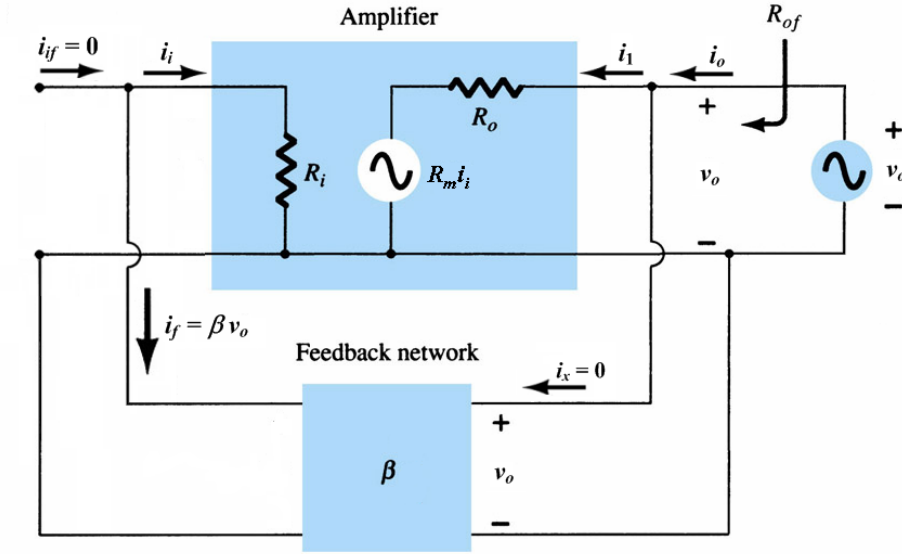 Amplifier
R_of
i_if = 0
i_i
i_1
i_o
+
R_o
+
R_i
R_m i_i
v_o
v_o
−
−
i_f = β v_o
Feedback network
i_x = 0
+
β
v_o
−